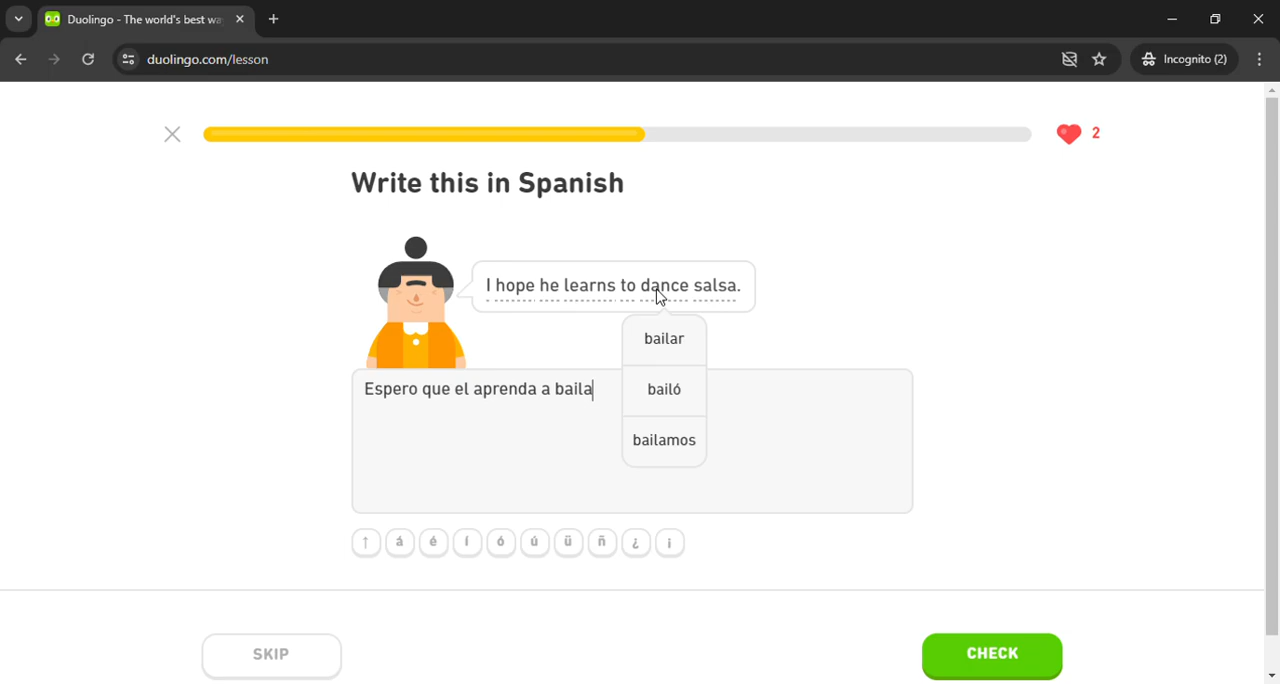 Duolingo - The world's best wa
duolingo.com/lesson
Incognito (2)
2
Write this in Spanish
I hope he learns to dance salsa.
bailar
Espero que el aprenda a baila
bailó
bailamos
↑ á é í ó ú ü ñ ¿ ¡
SKIP
CHECK